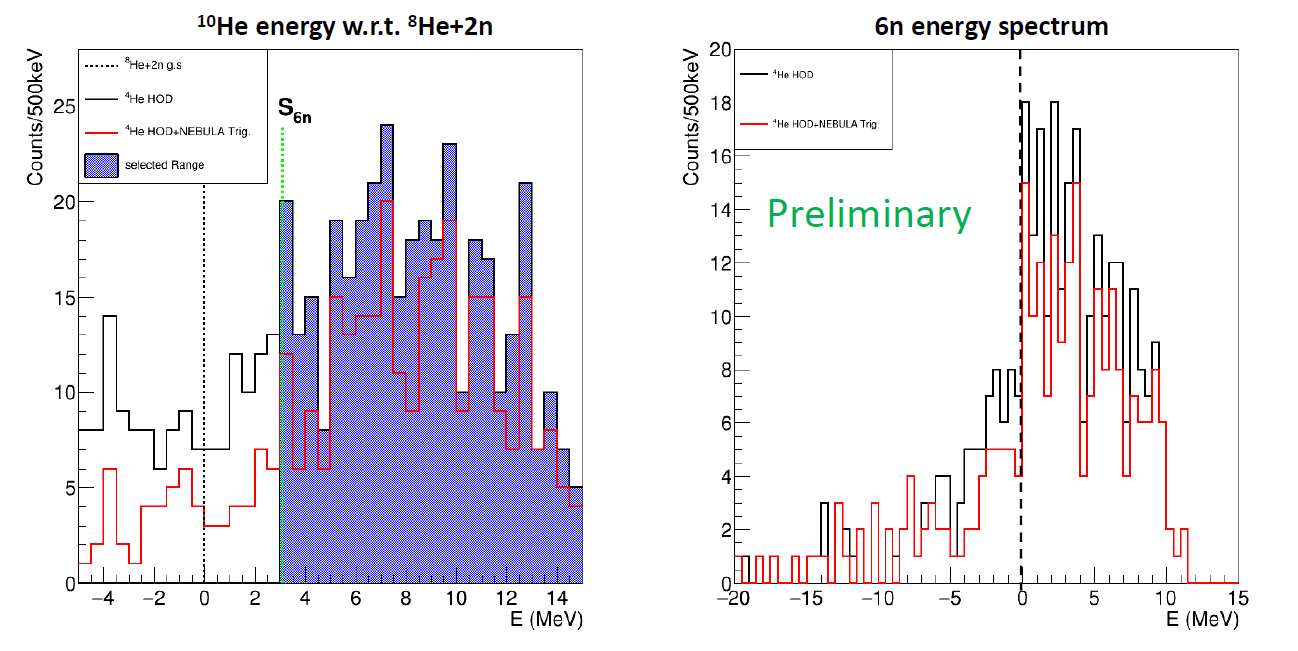 ¹⁰He energy w.r.t. ⁸He+2n
Counts/500keV
⁸He+2n g.s
⁴He HOD
⁴He HOD+NEBULA Trig.
selected Range
S₆ₙ
25
20
15
10
5
0
−4 −2 0 2 4 6 8 10 12 14
E (MeV)
6n energy spectrum
Counts/500keV
⁴He HOD
⁴He HOD+NEBULA Trig.
Preliminary
20
18
16
14
12
10
8
6
4
2
0
−20 −15 −10 −5 0 5 10 15
E (MeV)